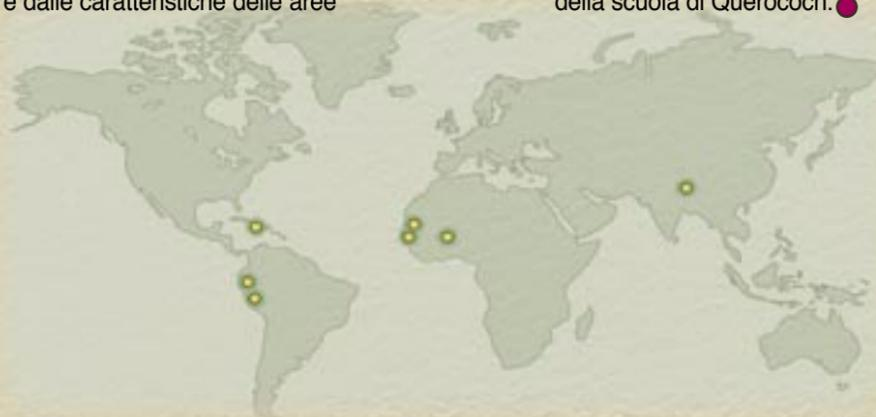 e dalle caratteristiche delle aree
della scuola di Querococh.